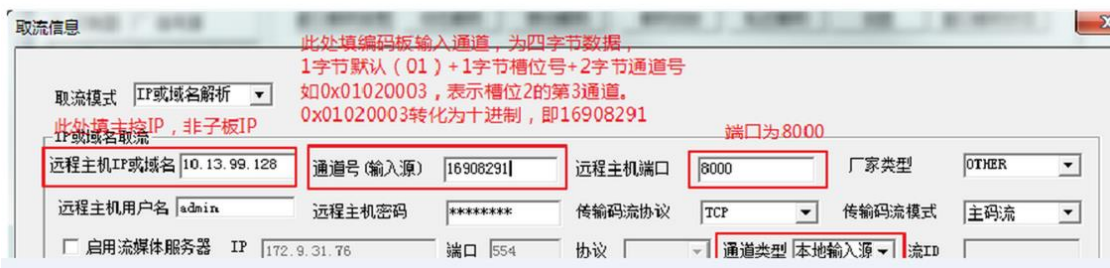 取流信息
此处填编码板输入通道，为四字节数据，
1字节默认（01）+1字节槽位号+2字节通道号
如0x01020003，表示槽位2的第3通道。
0x01020003转化为十进制，即16908291
取流模式 IP或域名解析
此处填主控IP，非子板IP
端口为8000
IP或域名取流
远程主机IP或域名 10.13.99.128 通道号(输入源) 16908291 远程主机端口 8000 厂家类型 OTHER
远程主机用户名 admin 远程主机密码 ******** 传输码流协议 TCP 传输码流模式 主码流
启用流媒体服务器 IP 172.9.31.76 端口 554 协议 通道类型 本地输入源 流ID